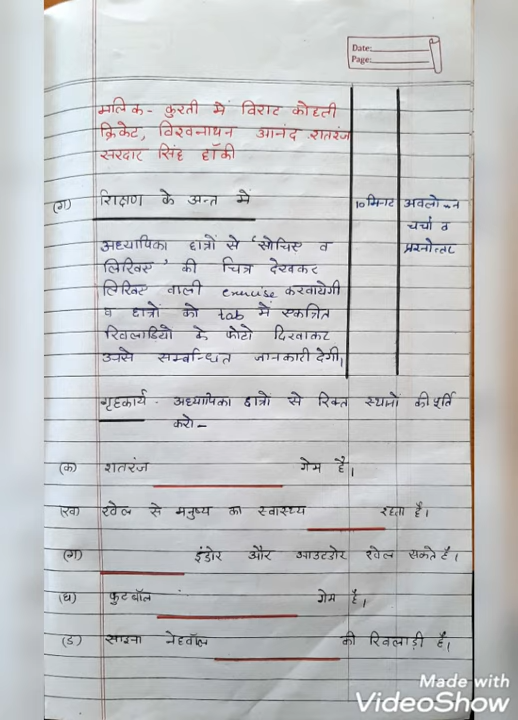 Date:
Page:
मलिक - कुश्ती में विराट कोहली
क्रिकेट, विश्वनाथन आनंद शतरंज
सरदार सिंह हॉकी
(ग) शिक्षण के अन्त में 10 मिनट अवलोकन
चर्चा व
प्रश्नोत्तर
अध्यापिका छात्रों से 'सोचिए व
लिखिए' की चित्र देखकर
लिखिए वाली exercise करवायेगी
व छात्रों को tab में एकत्रित
खिलाडियो के फोटो दिखाकर
उनसे सम्बन्धित जानकारी देगी।
गृहकार्य - अध्यापिका छात्रों से रिक्त स्थानों की पूर्ति
करो -
(क) शतरंज गेम है।
(ख) खेल से मनुष्य का स्वास्थ्य रहता है।
(ग) इंडोर और आउटडोर खेल सकते है।
(घ) फुटबॉल गेम है।
(ड) साइना नेहवाल की खिलाड़ी है।
Made with
VideoShow